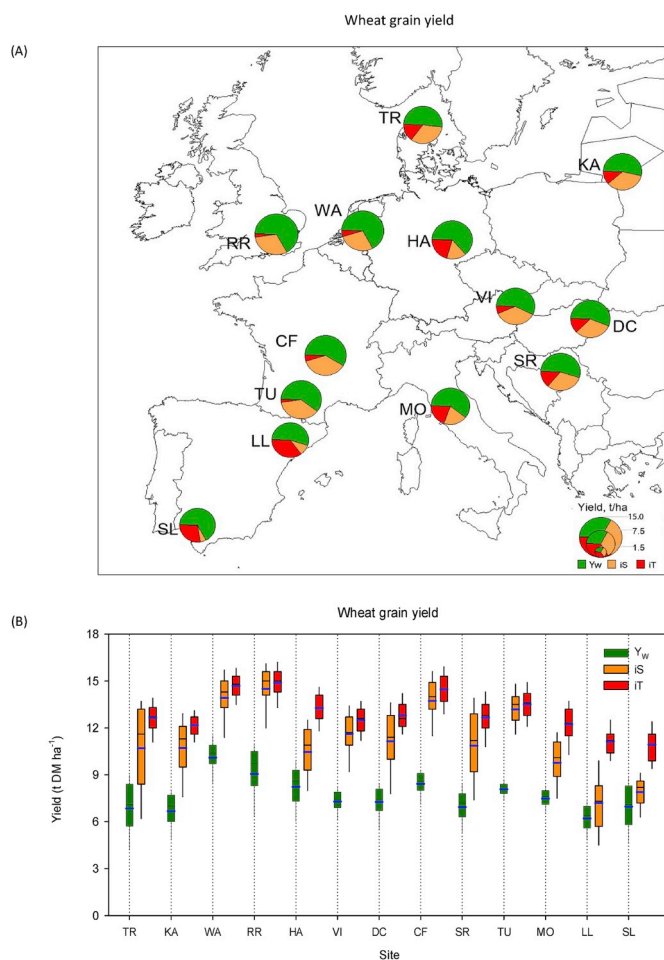 Wheat grain yield
(A)
TR
KA
WA
RR
HA
VI
DC
CF
SR
TU
MO
LL
SL
Yield, t/ha
15.0
7.5
1.5
Yw iS iT
(B)
Wheat grain yield
18
15
12
9
6
3
0
Yield (t DM ha-1)
Yw
iS
iT
TR KA WA RR HA VI DC CF SR TU MO LL SL
Site